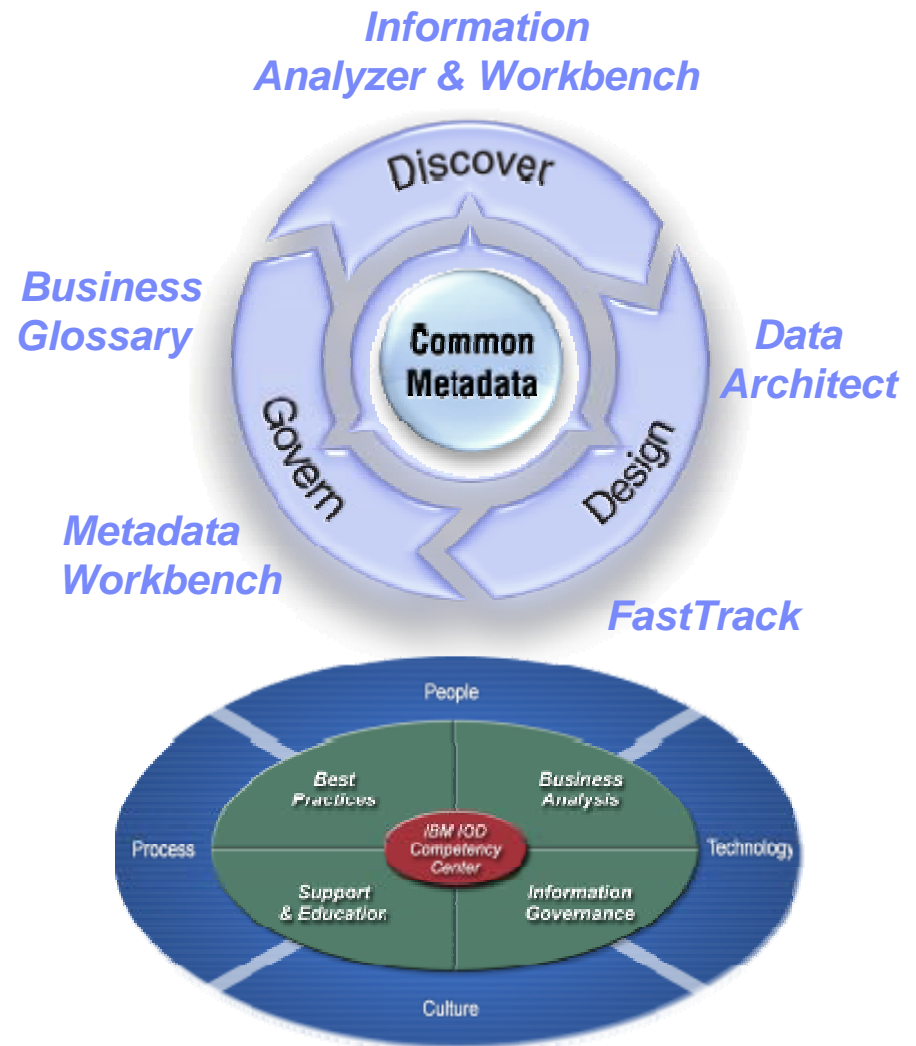 Information
Analyzer & Workbench
Discover
Business
Glossary
Common
Metadata
Data
Architect
Govern
Design
Metadata
Workbench
FastTrack
People
Best
Practices
Business
Analysis
Process
IBM IOD
Competency
Center
Technology
Support
& Education
Information
Governance
Culture